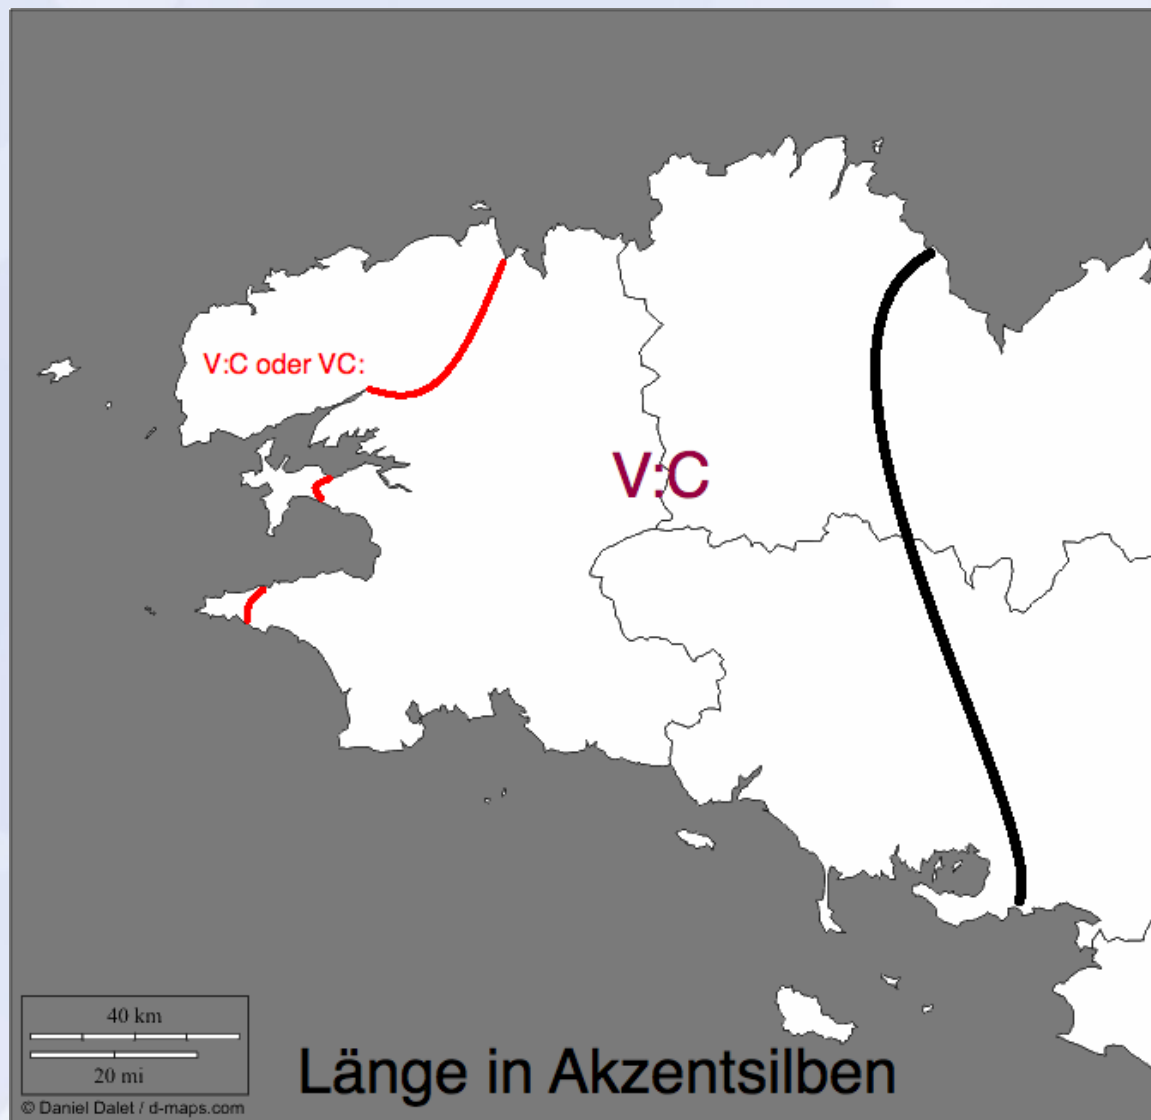 V:C oder VC:
V:C
40 km
20 mi
Länge in Akzentsilben
© Daniel Dalet / d-maps.com